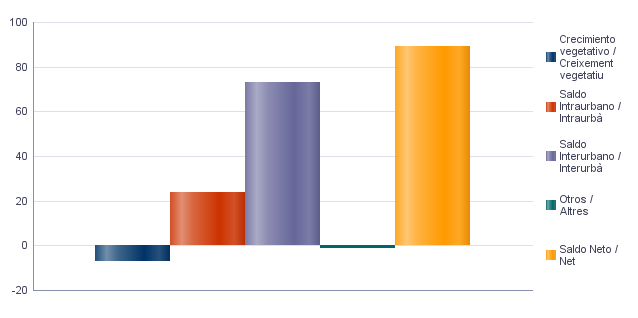 100
80
60
40
20
0
-20
Crecimiento
vegetativo /
Creixement
vegetatiu
Saldo
Intraurbano /
Intraurbà
Saldo
Interurbano /
Interurbà
Otros /
Altres
Saldo Neto /
Net